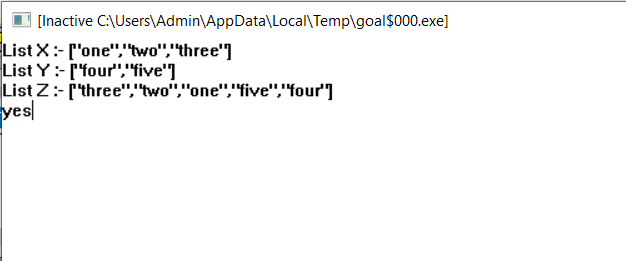 [Inactive C:\Users\Admin\AppData\Local\Temp\goal$000.exe]
List X :- ["one","two","three"]
List Y :- ["four","five"]
List Z :- ["three","two","one","five","four"]
yes